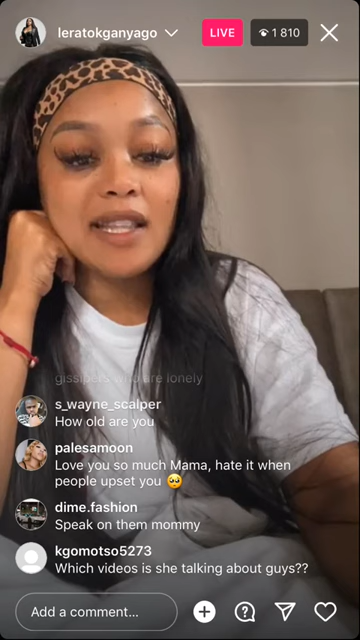 leratokganyago
LIVE
1 810
gissipers who are lonely
s_wayne_scalper
How old are you
palesamoon
Love you so much Mama, hate it when
people upset you 🥺
dime.fashion
Speak on them mommy
kgomotso5273
Which videos is she talking about guys??
Add a comment...